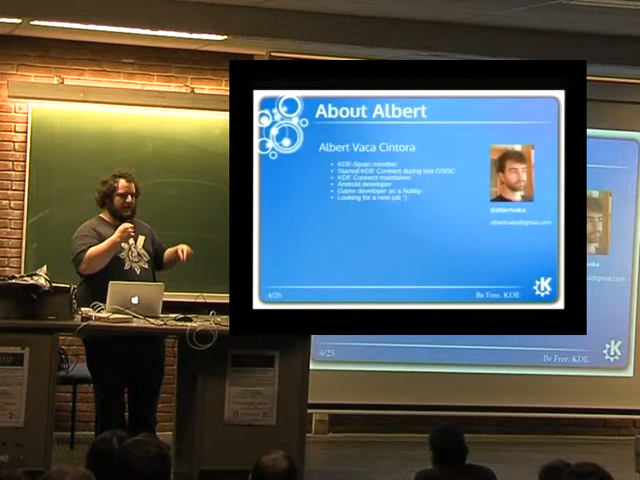 About Albert
Albert Vaca Cintora
KDE-Spain member
Started KDE Connect during last GSOC
KDE Connect maintainer
Android developer
Game developer as a hobby
Looking for a new job :)
@albertvaka
albertvaka@gmail.com
4/25
Be Free. KDE
@gmail.com
4/25
Be Free. KDE